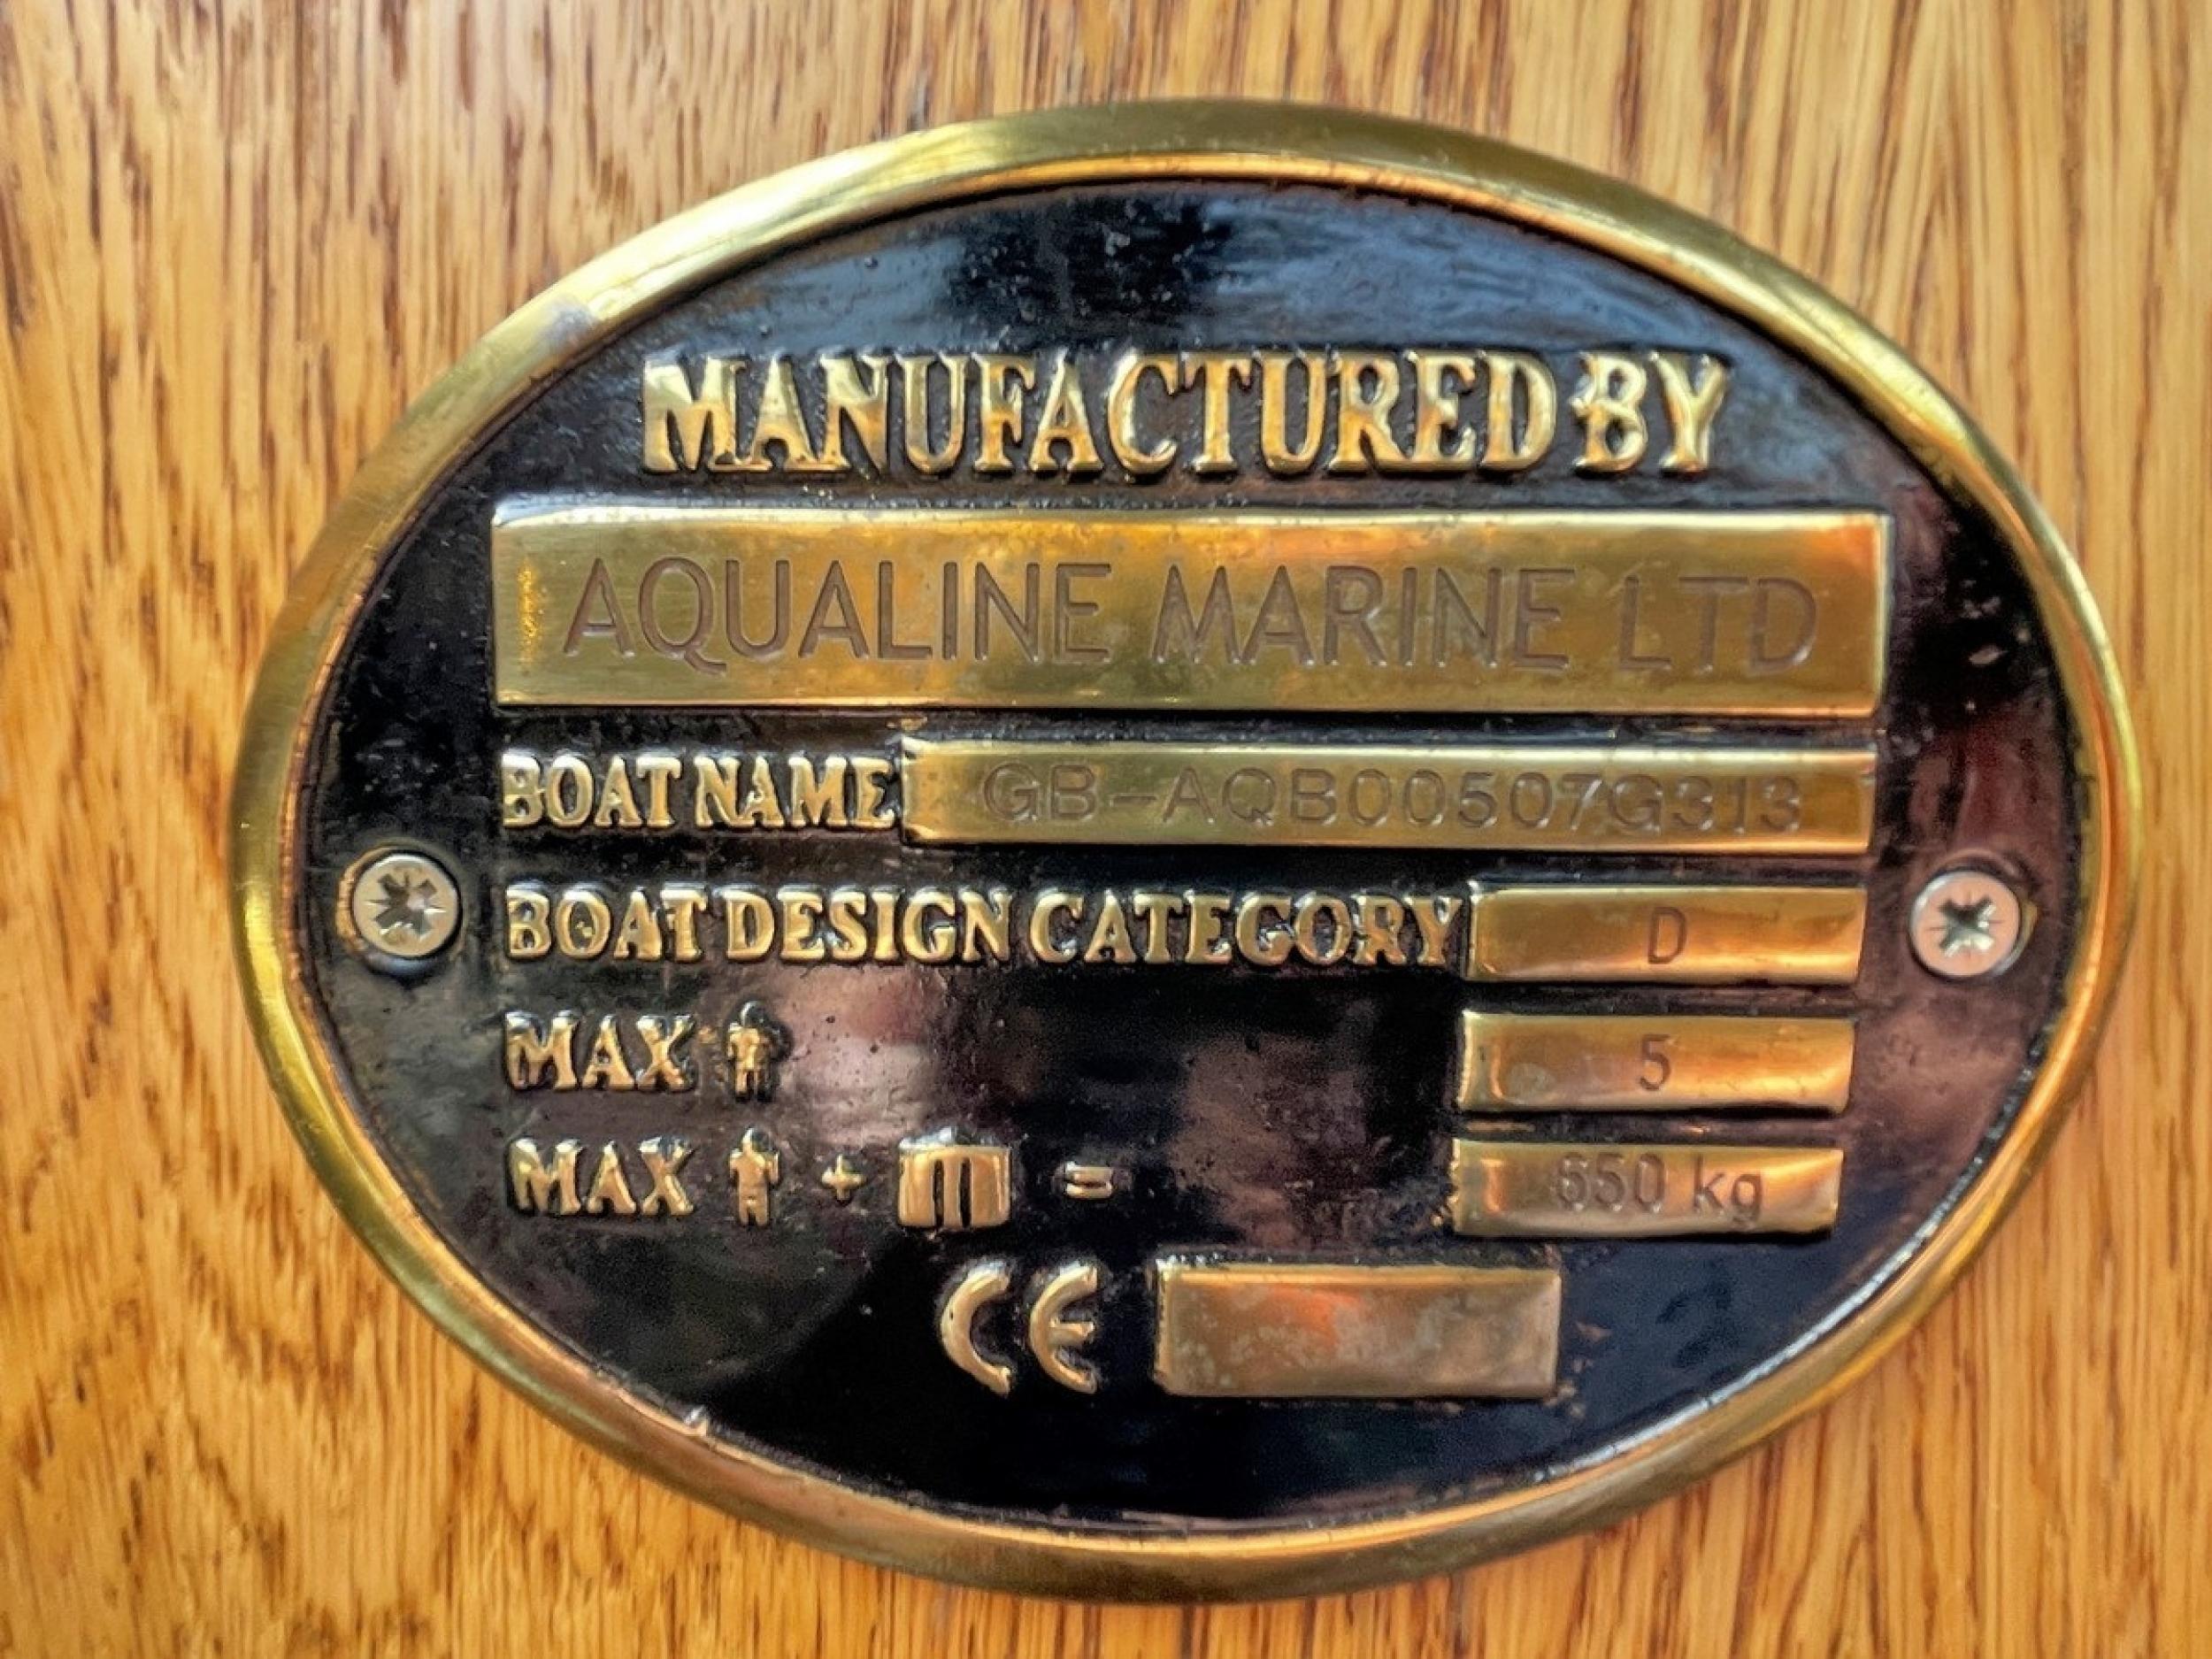 MANUFACTURED BY
AQUALINE MARINE LTD
BOAT NAME GB-AQB00507G313
BOAT DESIGN CATEGORY D
MAX 5
MAX + = 650 kg
CE